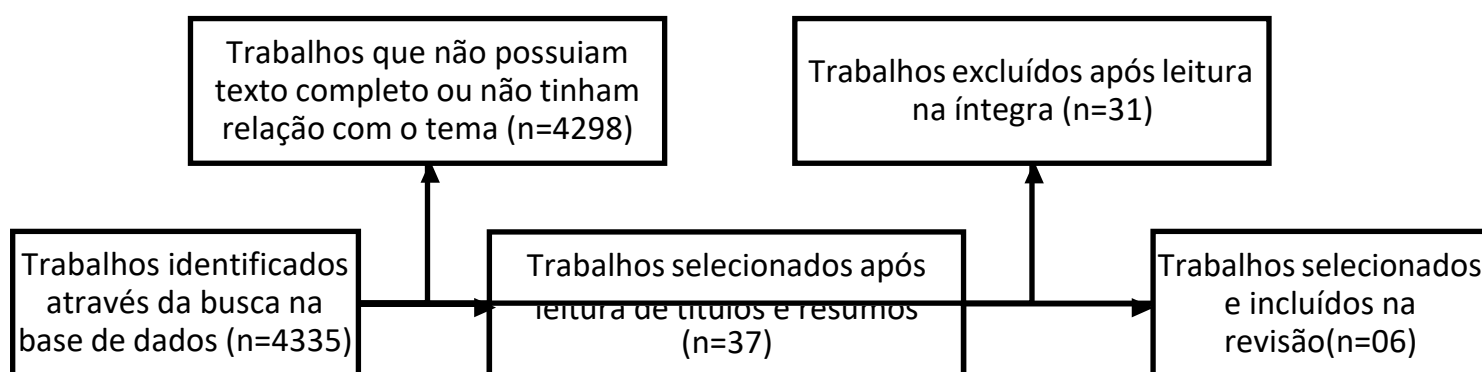 Trabalhos que não possuiam
texto completo ou não tinham
relação com o tema (n=4298)
Trabalhos excluídos após leitura
na íntegra (n=31)
Trabalhos identificados
através da busca na
base de dados (n=4335)
Trabalhos selecionados após
leitura de títulos e resumos
(n=37)
Trabalhos selecionados
e incluídos na
revisão(n=06)